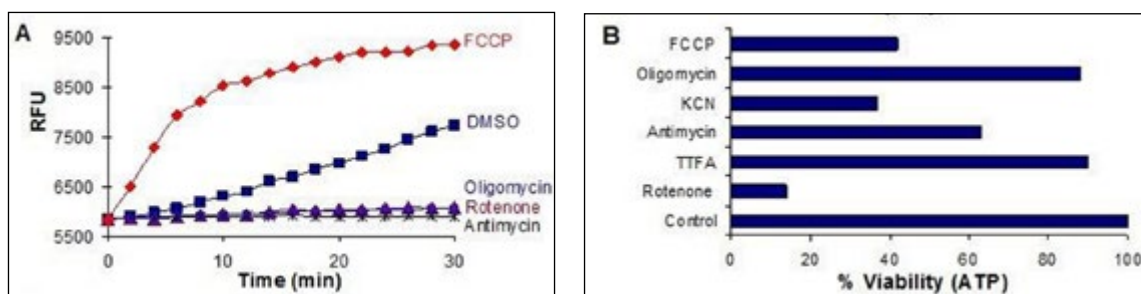 A
RFU
9500
8500
7500
6500
5500
FCCP
DMSO
Oligomycin
Rotenone
Antimycin
0
10
20
30
Time (min)
B
FCCP
Oligomycin
KCN
Antimycin
TTFA
Rotenone
Control
0
20
40
60
80
100
% Viability (ATP)